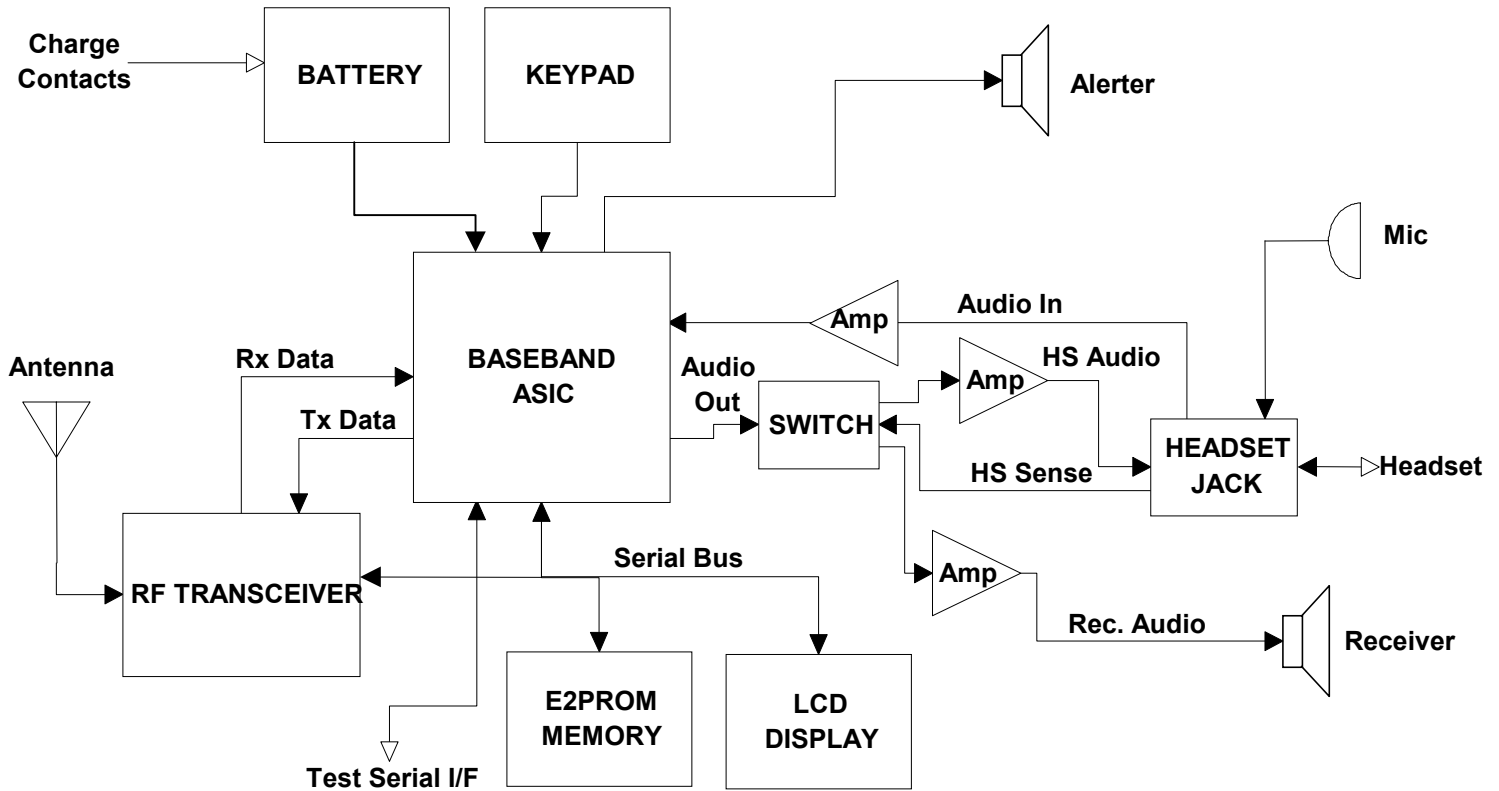 Charge
Contacts
BATTERY
KEYPAD
Alerter
Mic
Audio In
Amp
BASEBAND
ASIC
Rx Data
Antenna
Tx Data
Audio
Out
HS Audio
Amp
SWITCH
HEADSET
JACK
HS Sense
Headset
Serial Bus
Amp
RF TRANSCEIVER
Rec. Audio
Receiver
E2PROM
MEMORY
LCD
DISPLAY
Test Serial I/F